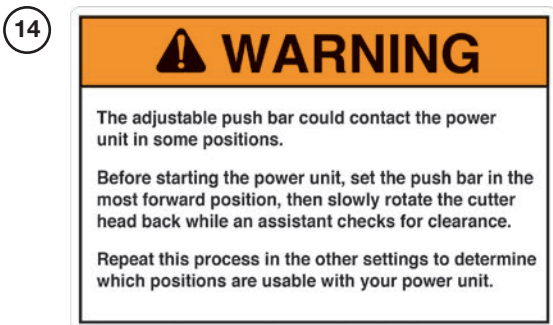 14
WARNING
The adjustable push bar could contact the power
unit in some positions.
Before starting the power unit, set the push bar in the
most forward position, then slowly rotate the cutter
head back while an assistant checks for clearance.
Repeat this process in the other settings to determine
which positions are usable with your power unit.